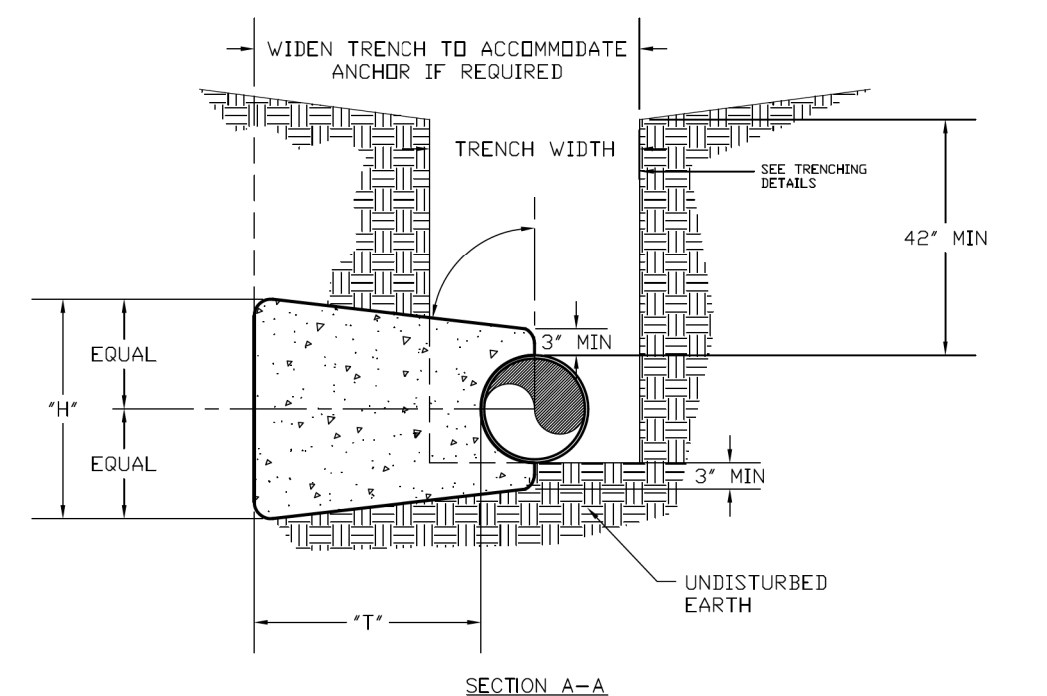 WIDEN TRENCH TO ACCOMMODATE
ANCHOR IF REQUIRED
TRENCH WIDTH
SEE TRENCHING
DETAILS
42" MIN
3" MIN
EQUAL
"H"
EQUAL
3" MIN
UNDISTURBED
EARTH
"T"
SECTION A-A